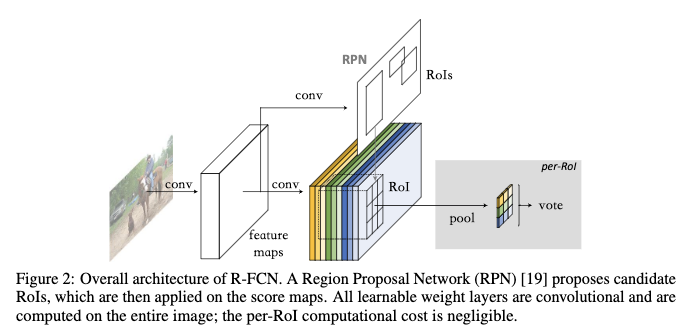 RPN
RoIs
conv
per-RoI
conv
conv
RoI
vote
pool
feature
maps
Figure 2: Overall architecture of R-FCN. A Region Proposal Network (RPN) [19] proposes candidate
RoIs, which are then applied on the score maps. All learnable weight layers are convolutional and are
computed on the entire image; the per-RoI computational cost is negligible.